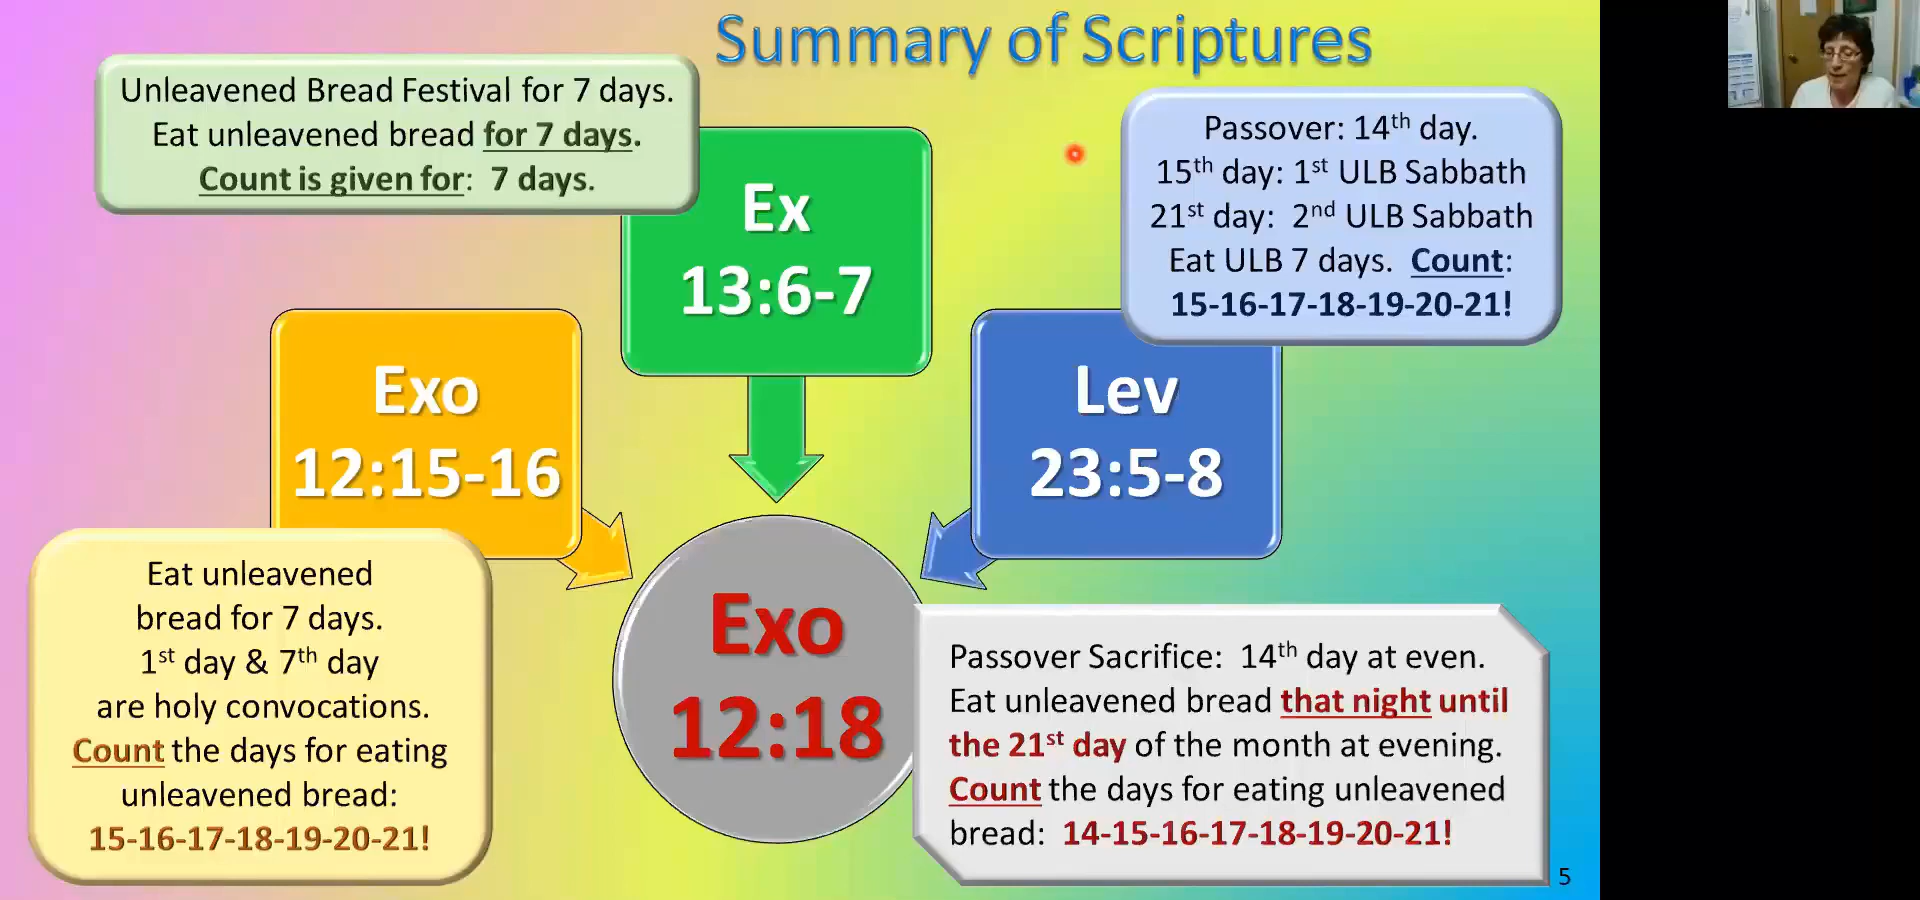 Summary of Scriptures
Unleavened Bread Festival for 7 days.
Eat unleavened bread for 7 days.
Count is given for: 7 days.
Ex
13:6-7
Passover: 14th day.
15th day: 1st ULB Sabbath
21st day: 2nd ULB Sabbath
Eat ULB 7 days. Count:
15-16-17-18-19-20-21!
Exo
12:15-16
Lev
23:5-8
Eat unleavened
bread for 7 days.
1st day & 7th day
are holy convocations.
Count the days for eating
unleavened bread:
15-16-17-18-19-20-21!
Exo
12:18
Passover Sacrifice: 14th day at even.
Eat unleavened bread that night until
the 21st day of the month at evening.
Count the days for eating unleavened
bread: 14-15-16-17-18-19-20-21!
5